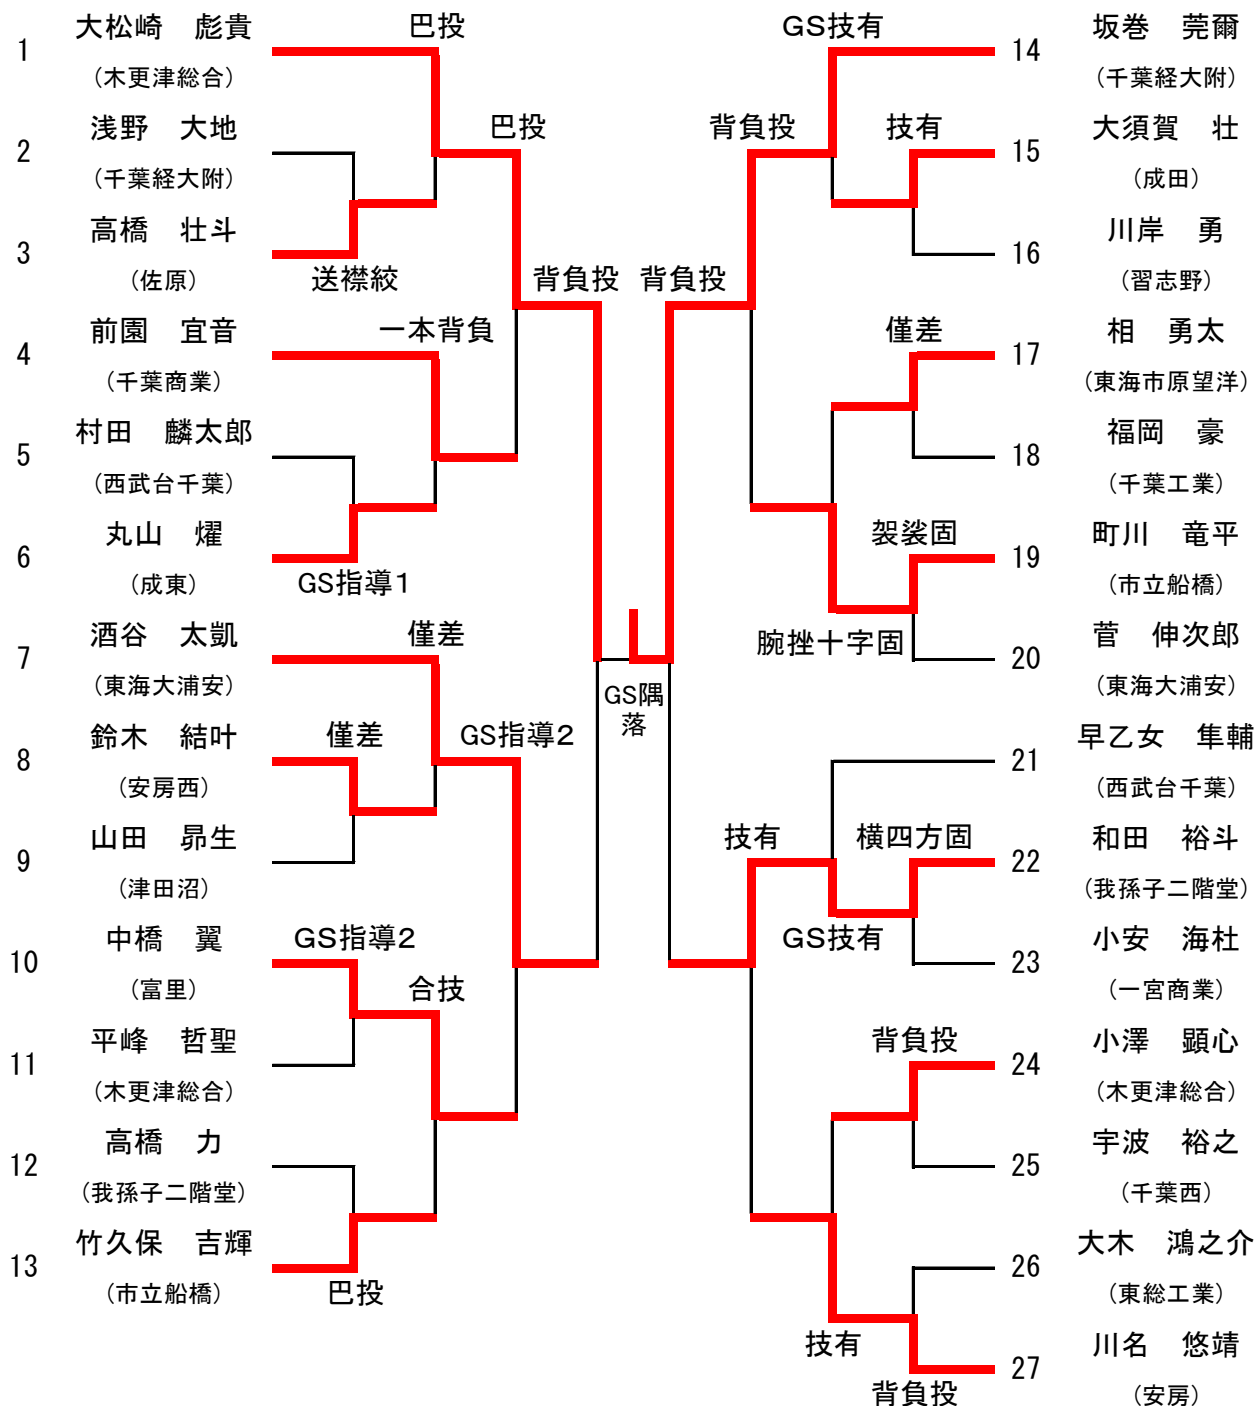 大松崎　彪貴
1
（木更津総合）
浅野　大地
2
（千葉経大附）
高橋　壮斗
3
（佐原）
前園　宜音
4
（千葉商業）
村田　麟太郎
5
（西武台千葉）
丸山　燿
6
（成東）
酒谷　太凱
7
（東海大浦安）
鈴木　結叶
8
（安房西）
山田　昴生
9
（津田沼）
中橋　翼
10
（富里）
平峰　哲聖
11
（木更津総合）
高橋　力
12
（我孫子二階堂）
竹久保　吉輝
13
（市立船橋）
巴投
巴投
送襟絞
背負投
一本背負
GS指導1
僅差
僅差
GS指導2
GS指導2
合技
巴投
GS隅
落
GS技有
背負投
技有
背負投
僅差
袈裟固
腕挫十字固
技有
横四方固
GS技有
背負投
技有
背負投
坂巻　莞爾
14
（千葉経大附）
大須賀　壮
15
（成田）
川岸　勇
16
（習志野）
相　勇太
17
（東海市原望洋）
福岡　豪
18
（千葉工業）
町川　竜平
19
（市立船橋）
菅　伸次郎
20
（東海大浦安）
早乙女　隼輔
21
（西武台千葉）
和田　裕斗
22
（我孫子二階堂）
小安　海杜
23
（一宮商業）
小澤　顕心
24
（木更津総合）
宇波　裕之
25
（千葉西）
大木　鴻之介
26
（東総工業）
川名　悠靖
27
（安房）